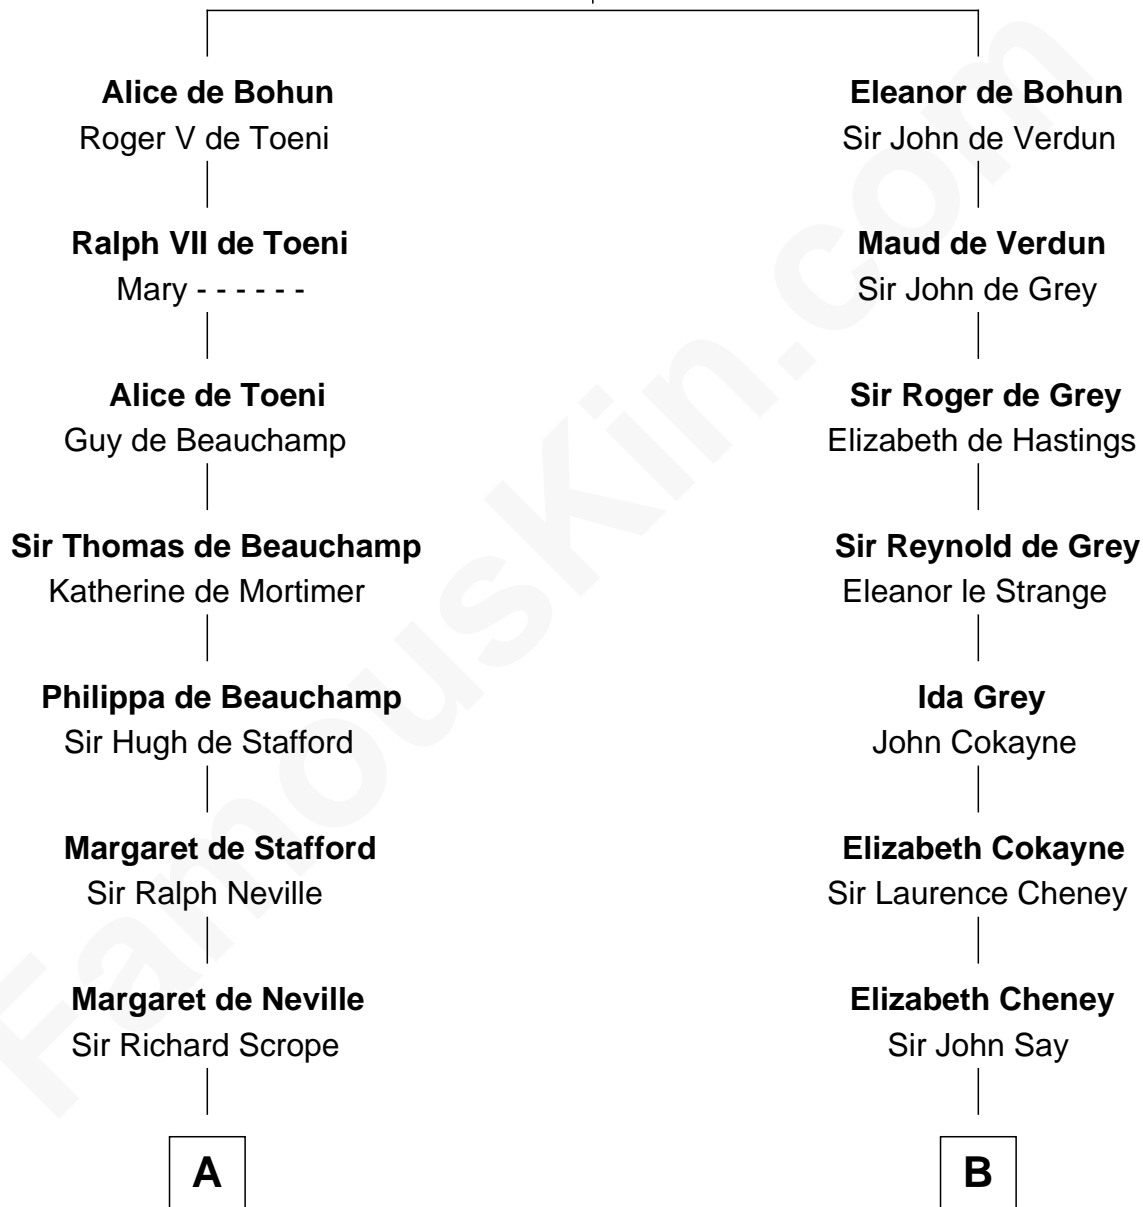 Alice de Bohun
Roger V de Toeni
Ralph VII de Toeni
Mary - - - - - -
Alice de Toeni
Guy de Beauchamp
Sir Thomas de Beauchamp
Katherine de Mortimer
Philippa de Beauchamp
Sir Hugh de Stafford
Margaret de Stafford
Sir Ralph Neville
Margaret de Neville
Sir Richard Scrope
A
Eleanor de Bohun
Sir John de Verdun
Maud de Verdun
Sir John de Grey
Sir Roger de Grey
Elizabeth de Hastings
Sir Reynold de Grey
Eleanor le Strange
Ida Grey
John Cokayne
Elizabeth Cokayne
Sir Laurence Cheney
Elizabeth Cheney
Sir John Say
B
FamousKin.com